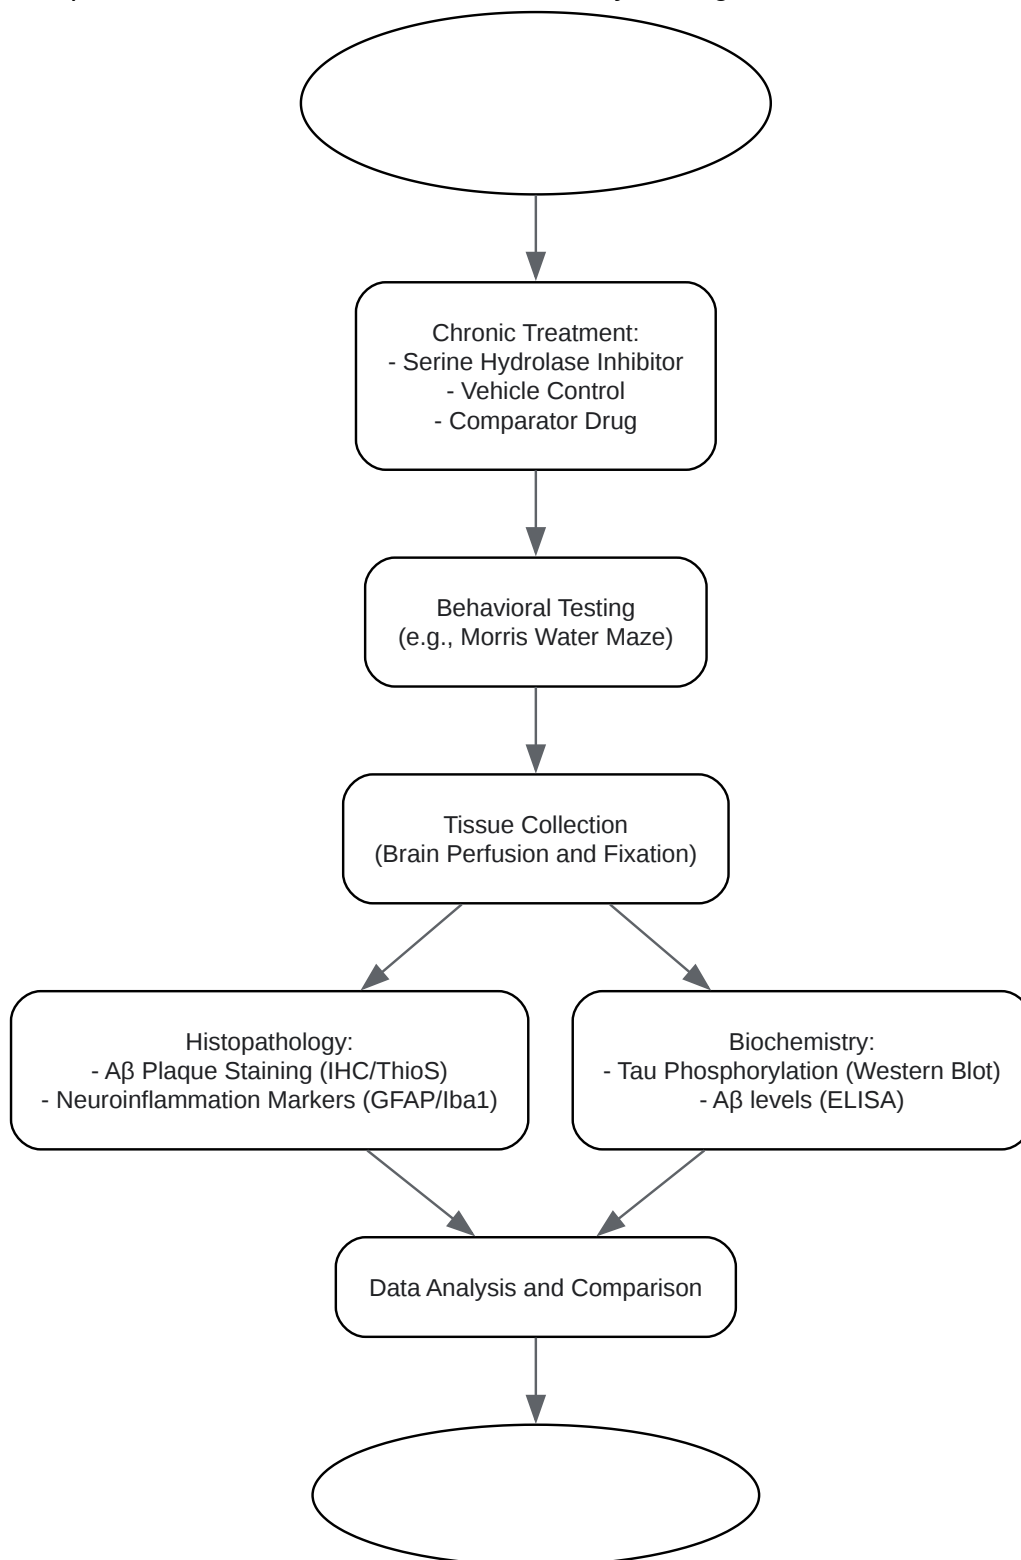 Chronic Treatment:
- Serine Hydrolase Inhibitor
- Vehicle Control
- Comparator Drug
Behavioral Testing
(e.g., Morris Water Maze)
Tissue Collection
(Brain Perfusion and Fixation)
Histopathology:
- Aβ Plaque Staining (IHC/ThioS)
- Neuroinflammation Markers (GFAP/Iba1)
Biochemistry:
- Tau Phosphorylation (Western Blot)
- Aβ levels (ELISA)
Data Analysis and Comparison